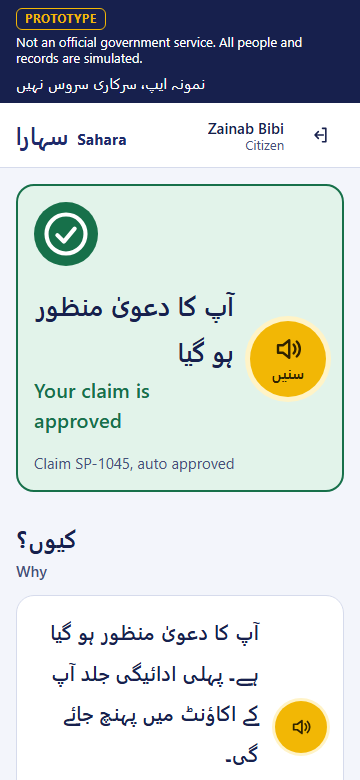 PROTOTYPE
Not an official government service. All people and
records are simulated.
نمونہ ایپ، سرکاری سروس نہیں
سہارا Sahara
Zainab Bibi
Citizen
آپ کا دعویٰ منظور
ہو گیا
سنیں
Your claim is
approved
Claim SP-1045, auto approved
کیوں؟
Why
آپ کا دعویٰ منظور ہو گیا
ہے۔ پہلی ادائیگی جلد آپ
کے اکاؤنٹ میں پہنچ جائے
گی۔